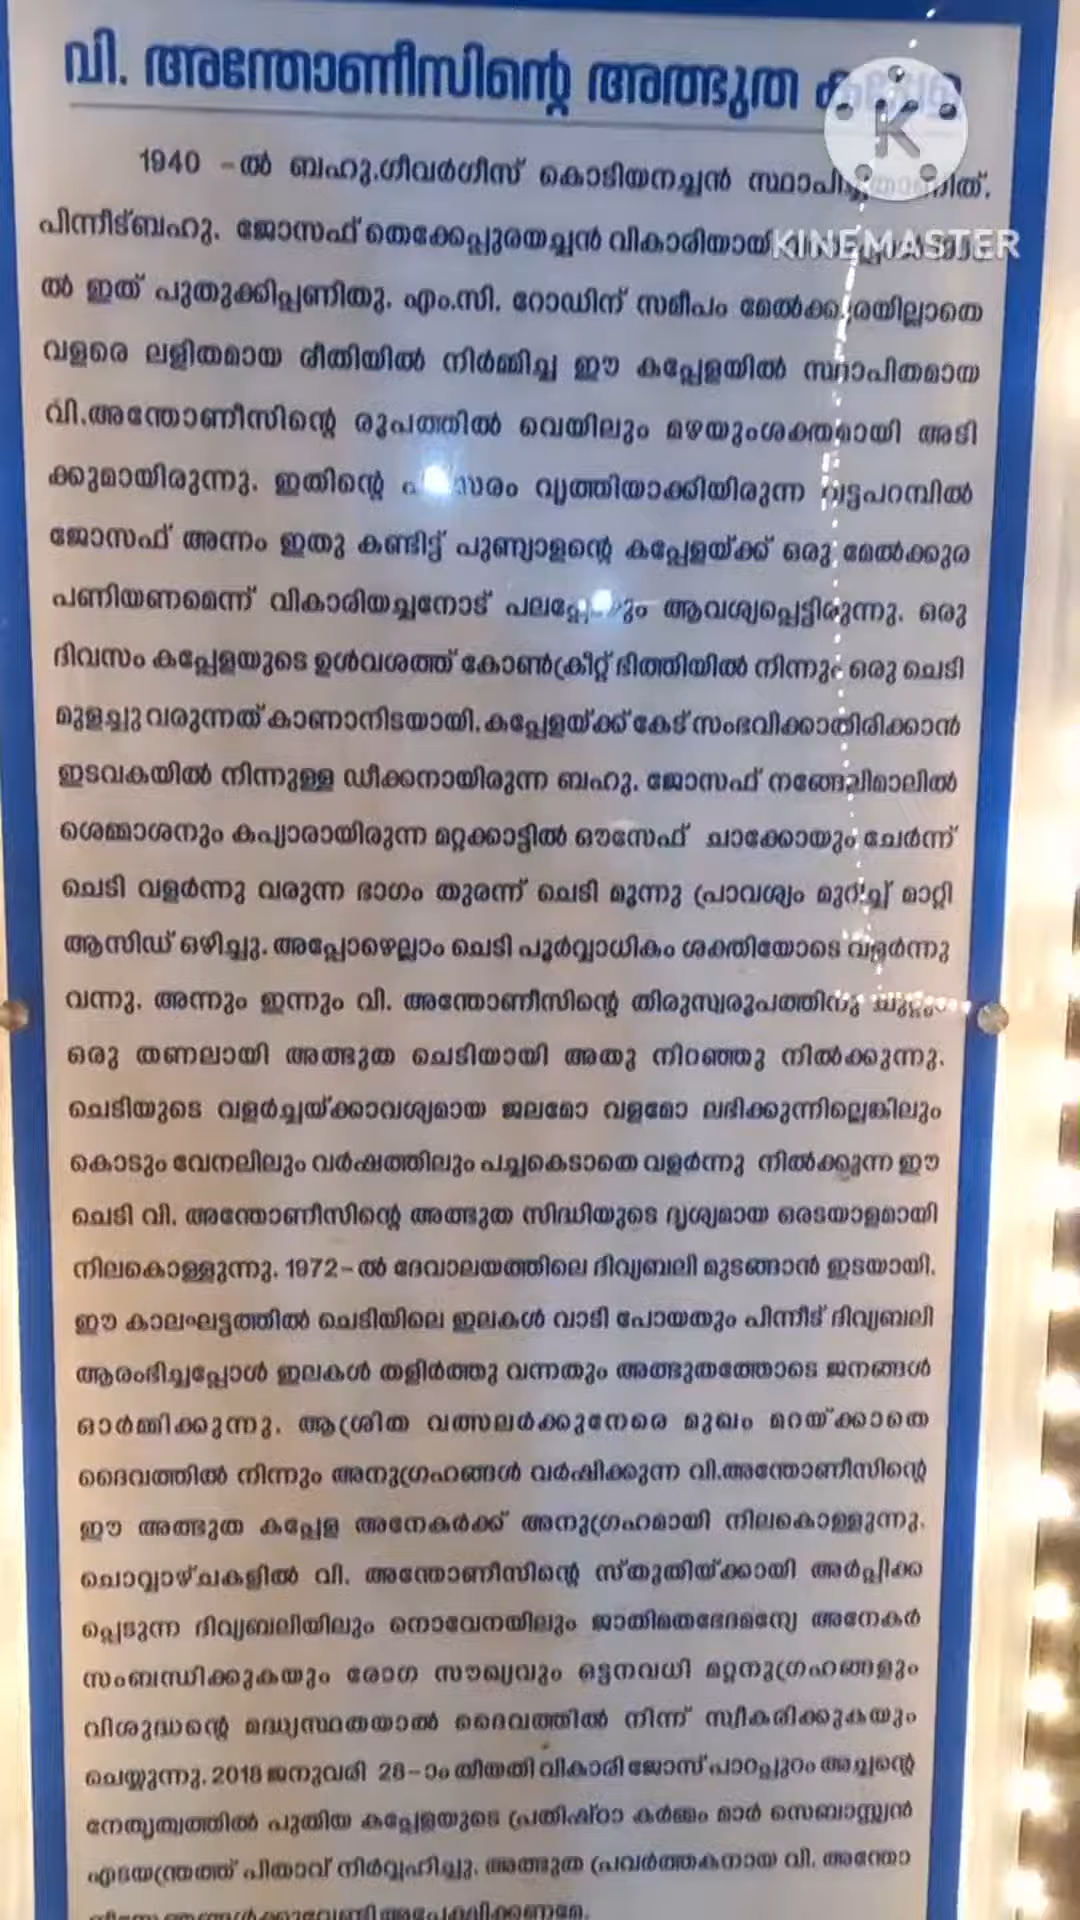 വി. അന്തോണീസിന്റെ അത്ഭുത
K
1940 -ൽ ബഹു.ഗീവർഗീസ് കൊടിയനച്ചൻ
KINEMASTER
പിന്നീട്ബഹു. ജോസഫ് തെക്കേപ്പുരയച്ചൻ വികാരിയായി
ൽ ഇത് പുതുക്കിപ്പണിതു. എം.സി. റോഡിന് സമീപം മേൽക്കൂരയില്ലാതെ
വളരെ ലളിതമായ രീതിയിൽ നിർമ്മിച്ച ഈ കപ്പേളയിൽ സ്ഥാപിതമായ
വി.അന്തോണീസിന്റെ രൂപത്തിൽ വെയിലും മഴയുംശക്തമായി അടി
ക്കുമായിരുന്നു. ഇതിന്റെ വൃത്തിയാക്കിയിരുന്ന വട്ടപറമ്പിൽ
ജോസഫ് അന്നം ഇതു കണ്ടിട്ട് പുണ്യാളന്റെ കപ്പേളയ്ക്ക് ഒരു മേൽക്കൂര
പണിയണമെന്ന് വികാരിയച്ചനോട് ആവശ്യപ്പെട്ടിരുന്നു. ഒരു
ദിവസം കപ്പേളയുടെ ഉൾവശത്ത് കോൺക്രീറ്റ് ഭിത്തിയിൽ നിന്നും ഒരു ചെടി
മുളച്ചു വരുന്നത് കാണാനിടയായി. കപ്പേളയ്ക്ക് കേട് സംഭവിക്കാതിരിക്കാൻ
ഇടവകയിൽ നിന്നുള്ള ഡീക്കനായിരുന്ന ബഹു. ജോസഫ് നങ്ങേലിമാലിൽ
ശെമ്മാശനും കപ്യാരായിരുന്ന മറ്റക്കാട്ടിൽ ഔസേഫ് ചാക്കോയും ചേർന്ന്
ചെടി വളർന്നു വരുന്ന ഭാഗം തുരന്ന് ചെടി മൂന്നു പ്രാവശ്യം മുറിച്ച് മാറ്റി
ആസിഡ് ഒഴിച്ചു. അപ്പോഴെല്ലാം ചെടി പൂർവ്വാധികം ശക്തിയോടെ വളർന്നു
വന്നു. അന്നും ഇന്നും വി. അന്തോണീസിന്റെ തിരുസ്വരൂപത്തിനു ചുറ്റും
ഒരു തണലായി അത്ഭുത ചെടിയായി അതു നിറഞ്ഞു നിൽക്കുന്നു.
ചെടിയുടെ വളർച്ചയ്ക്കാവശ്യമായ ജലമോ വളമോ ലഭിക്കുന്നില്ലെങ്കിലും
കൊടും വേനലിലും വർഷത്തിലും പച്ചകെടാതെ വളർന്നു നിൽക്കുന്ന ഈ
ചെടി വി. അന്തോണീസിന്റെ അത്ഭുത സിദ്ധിയുടെ ദൃശ്യമായ ഒരടയാളമായി
നിലകൊള്ളുന്നു. 1972-ൽ ദേവാലയത്തിലെ ദിവ്യബലി മുടങ്ങാൻ ഇടയായി.
ഈ കാലഘട്ടത്തിൽ ചെടിയിലെ ഇലകൾ വാടി പോയതും പിന്നീട് ദിവ്യബലി
ആരംഭിച്ചപ്പോൾ ഇലകൾ തളിർത്തു വന്നതും അത്ഭുതത്തോടെ ജനങ്ങൾ
ഓർമ്മിക്കുന്നു. ആശ്രിത വത്സലർക്കുനേരെ മുഖം മറയ്ക്കാതെ
ദൈവത്തിൽ നിന്നും അനുഗ്രഹങ്ങൾ വർഷിക്കുന്ന വി.അന്തോണീസിന്റെ
ഈ അത്ഭുത കപ്പേള അനേകർക്ക് അനുഗ്രഹമായി നിലകൊള്ളുന്നു.
ചൊവ്വാഴ്ചകളിൽ വി. അന്തോണീസിന്റെ സ്തുതിയ്ക്കായി അർപ്പിക്ക
പ്പെടുന്ന ദിവ്യബലിയിലും നൊവേനയിലും ജാതിമതഭേദമന്യേ അനേകർ
സംബന്ധിക്കുകയും രോഗ സൗഖ്യവും ഒട്ടനവധി മറ്റനുഗ്രഹങ്ങളും
വിശുദ്ധന്റെ മദ്ധ്യസ്ഥതയാൽ ദൈവത്തിൽ നിന്ന് സ്വീകരിക്കുകയും
ചെയ്യുന്നു. 2018 ജനുവരി 28-ാം തീയതി വികാരി ജോസ് പാറപ്പുറം അച്ചന്റെ
നേതൃത്വത്തിൽ പുതിയ കപ്പേളയുടെ പ്രതിഷ്ഠാ കർമ്മം മാർ സെബാസ്റ്റ്യൻ
എടയന്ത്രത്ത് പിതാവ് നിർവ്വഹിച്ചു. അത്ഭുത പ്രവർത്തകനായ വി. അന്തോ